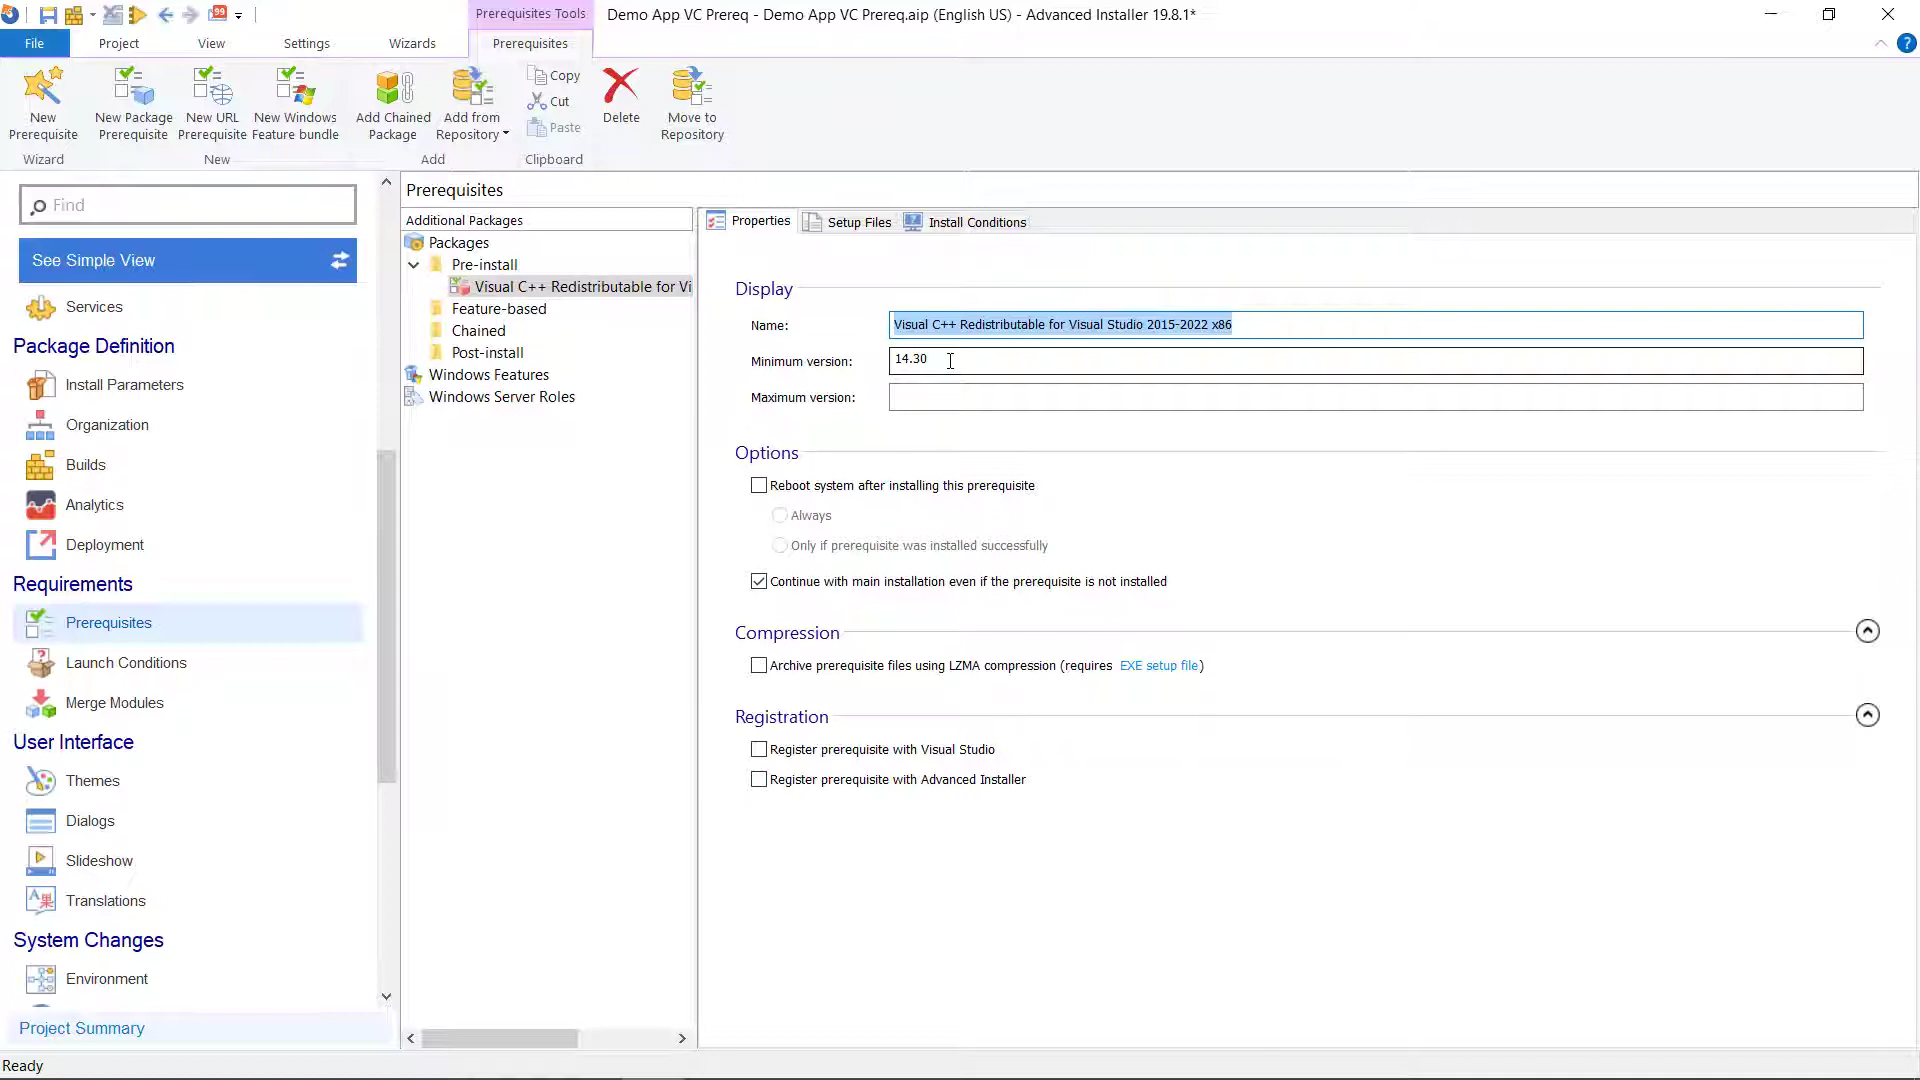 99
Prerequisites Tools
Demo App VC Prereq - Demo App VC Prereq.aip (English US) - Advanced Installer 19.8.1*
File
Project
View
Settings
Wizards
Prerequisites
?
New Prerequisite
New Package Prerequisite
New URL Prerequisite
New Windows Feature bundle
Add Chained Package
Add from Repository
Copy
Cut
Paste
Delete
Move to Repository
Wizard
New
Add
Clipboard
Find
See Simple View
Services
Package Definition
Install Parameters
Organization
Builds
Analytics
Deployment
Requirements
Prerequisites
Launch Conditions
Merge Modules
User Interface
Themes
Dialogs
Slideshow
Translations
System Changes
Environment
Project Summary
Prerequisites
Additional Packages
Packages
Pre-install
Visual C++ Redistributable for Vi
Feature-based
Chained
Post-install
Windows Features
Windows Server Roles
Properties
Setup Files
Install Conditions
Display
Name:
Visual C++ Redistributable for Visual Studio 2015-2022 x86
Minimum version:
14.30
Maximum version:
Options
Reboot system after installing this prerequisite
Always
Only if prerequisite was installed successfully
Continue with main installation even if the prerequisite is not installed
Compression
Archive prerequisite files using LZMA compression (requires EXE setup file)
Registration
Register prerequisite with Visual Studio
Register prerequisite with Advanced Installer
Ready